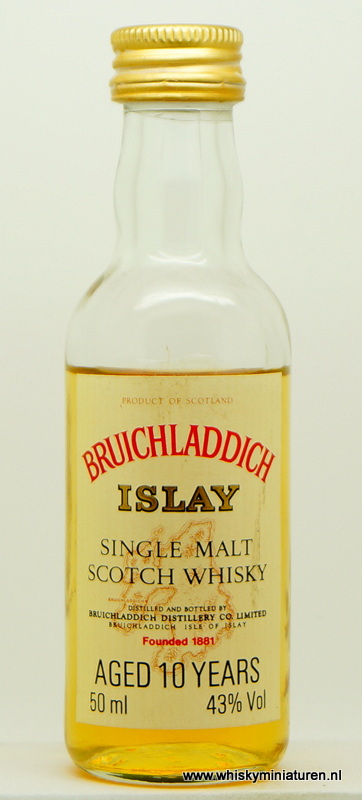 PRODUCT OF SCOTLAND
BRUICHLADDICH
ISLAY
SINGLE MALT
SCOTCH WHISKY
BRUICHLADDICH
DISTILLED AND BOTTLED BY
BRUICHLADDICH DISTILLERY CO. LIMITED
BRUICHLADDICH ISLE OF ISLAY
Founded 1881
AGED 10 YEARS
50 ml 43% Vol
www.whiskyminiaturen.nl